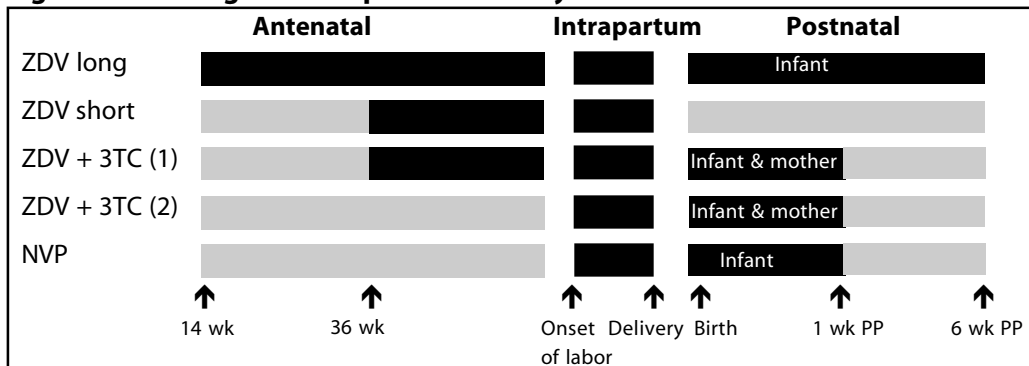 Antenatal Intrapartum Postnatal
ZDV long Infant
ZDV short
ZDV + 3TC (1) Infant & mother
ZDV + 3TC (2) Infant & mother
NVP Infant
14 wk 36 wk Onset Delivery Birth 1 wk PP 6 wk PP
of labor